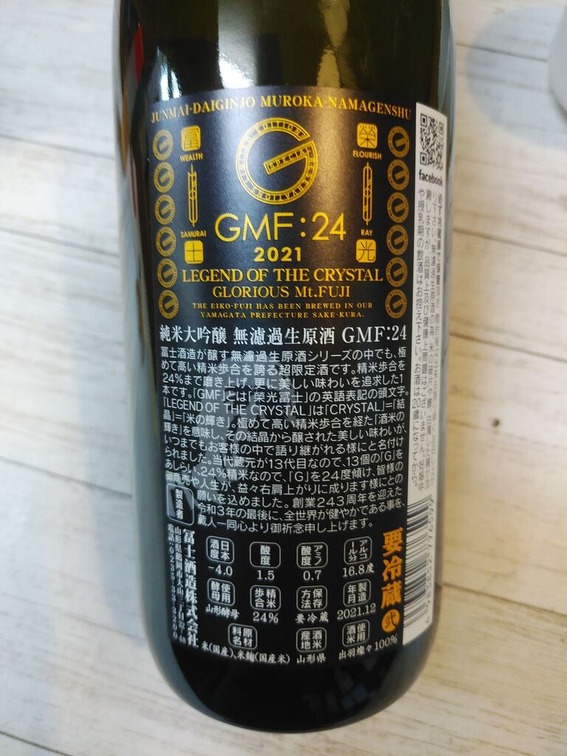 JUNMAI-DAIGINJO MUROKA-NAMAGENSHU
富
WEALTH
榮
FLOURISH
SAMURAI
士
RAY
光
GMF:24
2021
LEGEND OF THE CRYSTAL
GLORIOUS Mt.FUJI
THE EIKO-FUJI HAS BEEN BREWED IN OUR
YAMAGATA PREFECTURE SAKE-KURA.
純米大吟醸 無濾過生原酒 GMF:24
冨士酒造が醸す無濾過生原酒シリーズの中でも、極
めて高い精米歩合を誇る超限定酒です。精米歩合を
24%まで磨き上げ、更に美しい味わいを追求した1
本です。「GMF」とは「栄光冨士」の英語表記の頭文字。
「LEGEND OF THE CRYSTAL」は「CRYSTAL」=「結
晶」=「米の輝き」。極めて高い精米歩合を経た「酒米の
輝き」を意味し、その結晶から醸された美しい味わいが、
いつまでもお客様の中で語り継がれる様にと名付け
られました。当代蔵元が13代目なので、13個の「G」を
あしらい、24%精米なので、「G」を24度傾け、皆様の
御商売や人生が、益々右肩上がりに成ります様にとの
願いを込めました。創業243周年を迎えた
令和3年の最後に、全世界が健やかである事を、
蔵人一同心より御祈念申し上げます。
製造者
冨士酒造株式会社
日本酒度
-4.0
酸度
1.5
アミノ酸度
0.7
アルコール分
16.8度
使用酵母
山形酵母
精米歩合
24%
保存方法
要冷蔵
製造年月
2021.12
原材料名
米(国産)、米麹(国産米)
酒米産地
山形県
使用酒米
出羽燦々100%
要冷蔵
facebook